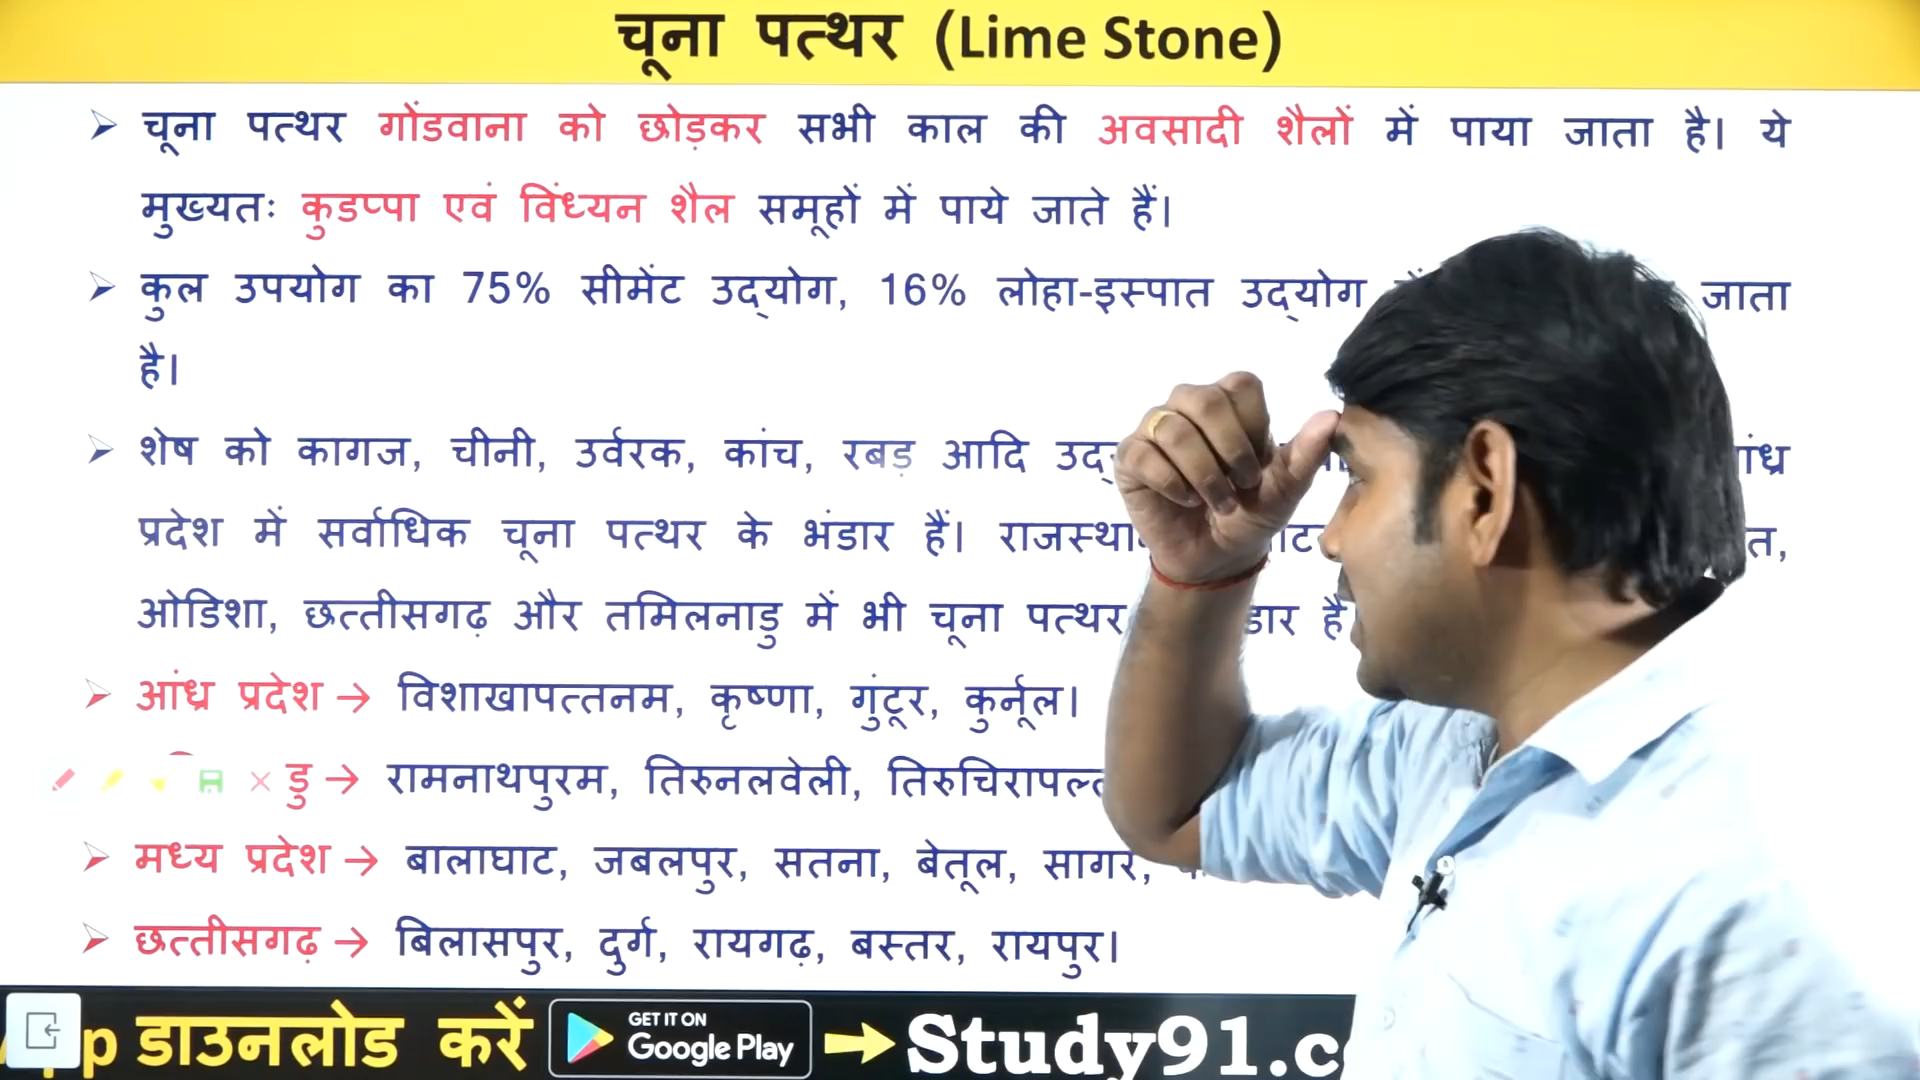 चूना पत्थर (Lime Stone)
चूना पत्थर गोंडवाना को छोड़कर सभी काल की अवसादी शैलों में पाया जाता है। ये
मुख्यतः कुडप्पा एवं विंध्यन शैल समूहों में पाये जाते हैं।
कुल उपयोग का 75% सीमेंट उद्योग, 16% लोहा-इस्पात उद्योग जाता
है।
शेष को कागज, चीनी, उर्वरक, कांच, रबड़ आदि
प्रदेश में सर्वाधिक चूना पत्थर के भंडार हैं।
ओडिशा, छत्तीसगढ़ और तमिलनाडु में भी चूना पत्थर
आंध्र प्रदेश → विशाखापत्तनम, कृष्णा, गुंटूर, कुर्नूल।
डु → रामनाथपुरम, तिरुनलवेली,
मध्य प्रदेश → बालाघाट, जबलपुर, सतना, बेतूल, सागर,
छत्तीसगढ़ → बिलासपुर, दुर्ग, रायगढ़, बस्तर, रायपुर।
डाउनलोड करें GET IT ON Google Play Study91.c